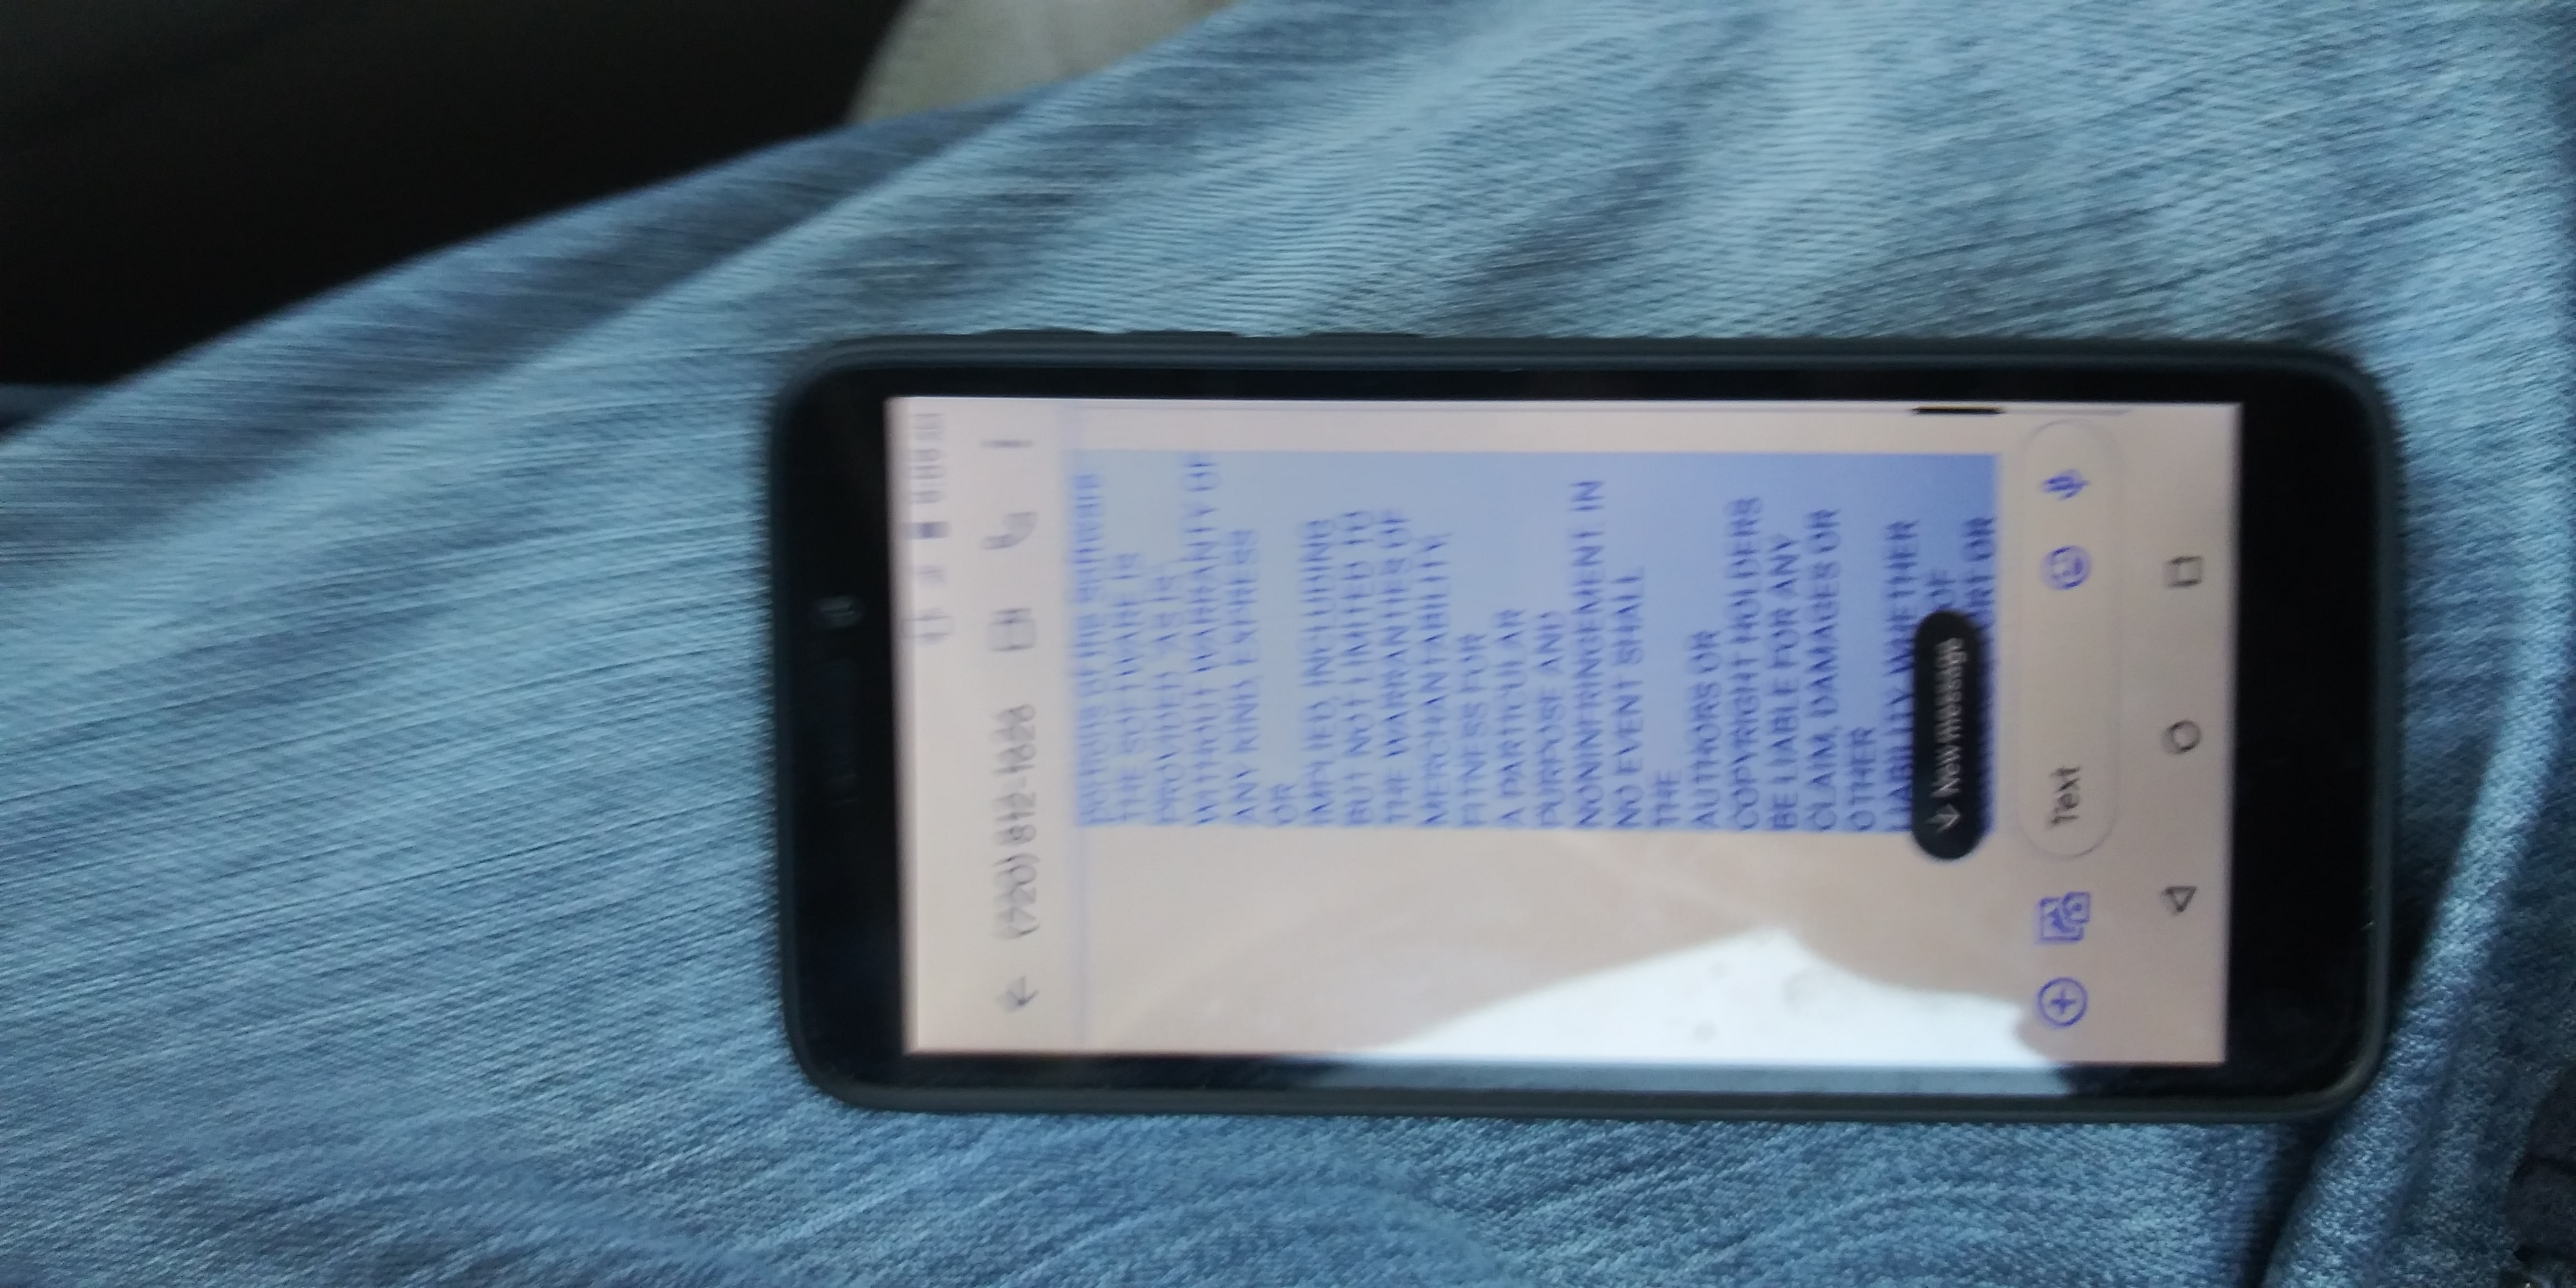 (720) 812-1626
portions of the Software.
THE SOFTWARE IS
PROVIDED "AS IS",
WITHOUT WARRANTY OF
ANY KIND, EXPRESS
OR
IMPLIED, INCLUDING
BUT NOT LIMITED TO
THE WARRANTIES OF
MERCHANTABILITY,
FITNESS FOR
A PARTICULAR
PURPOSE AND
NONINFRINGEMENT. IN
NO EVENT SHALL
THE
AUTHORS OR
COPYRIGHT HOLDERS
BE LIABLE FOR ANY
CLAIM, DAMAGES OR
OTHER
LIABILITY, WHETHER
OF
New message
TORT OR
Text